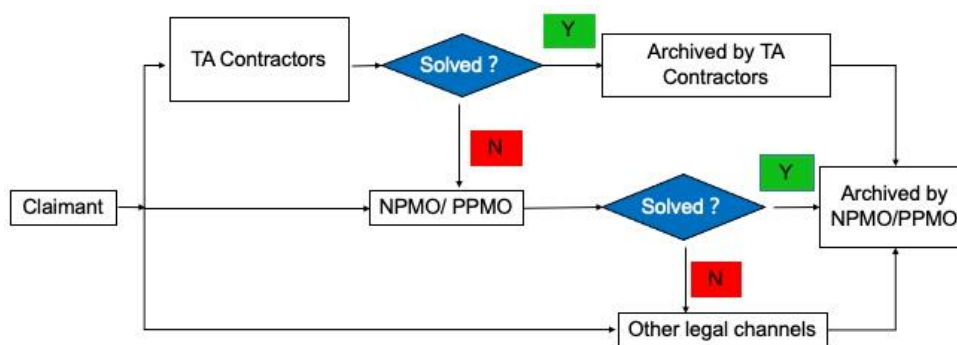 Y
TA Contractors
Solved ?
Archived by TA
Contractors
N
Y
Claimant
NPMO/ PPMO
Solved ?
Archived by
NPMO/PPMO
N
Other legal channels